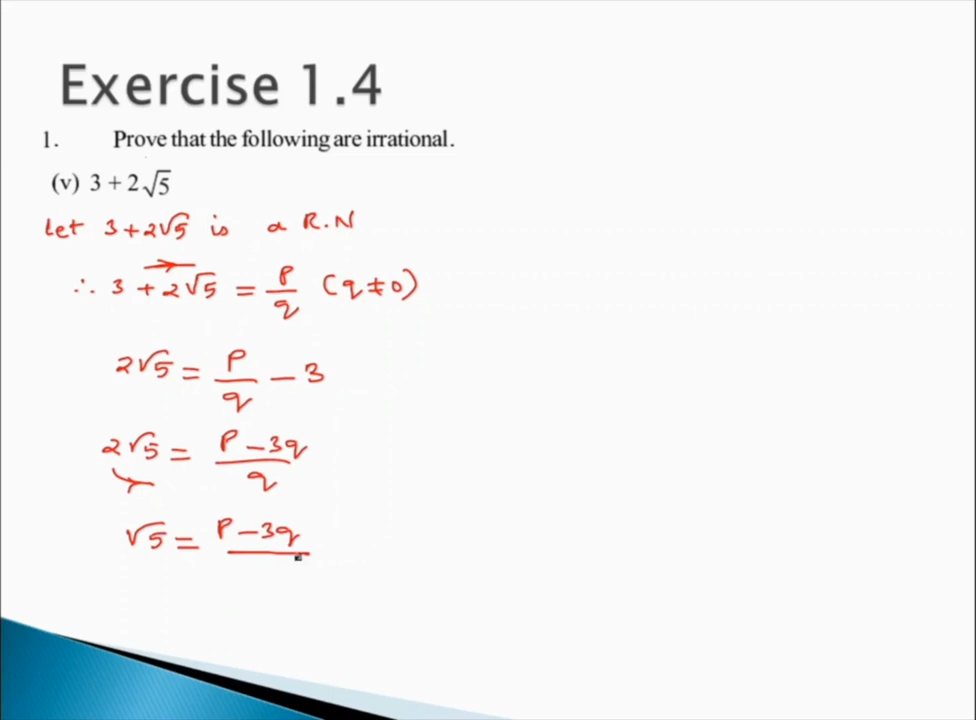 Exercise 1.4
1. Prove that the following are irrational.
(v) 3 + 2√5
Let 3+2√5 is a R.N
∴ 3 + 2√5 = P/q (q≠0)
2√5 = P/q − 3
2√5 = P−3q/q
√5 = P−3q